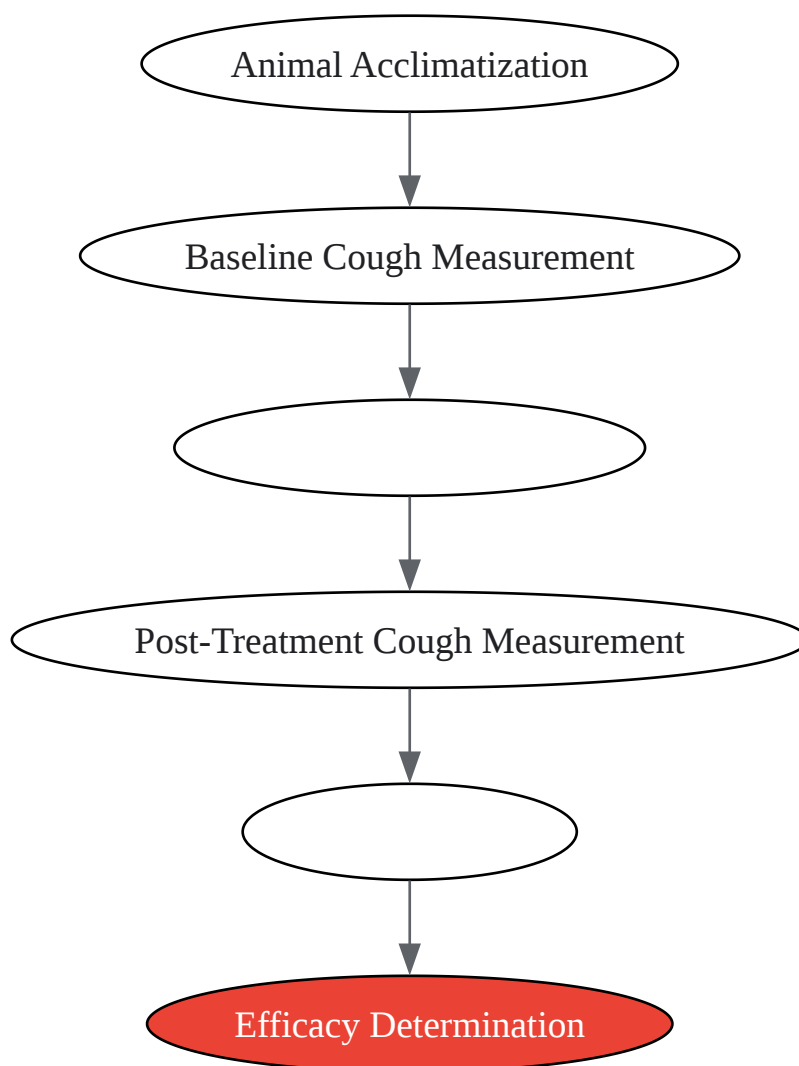 Animal Acclimatization
Baseline Cough Measurement
Post-Treatment Cough Measurement
Efficacy Determination